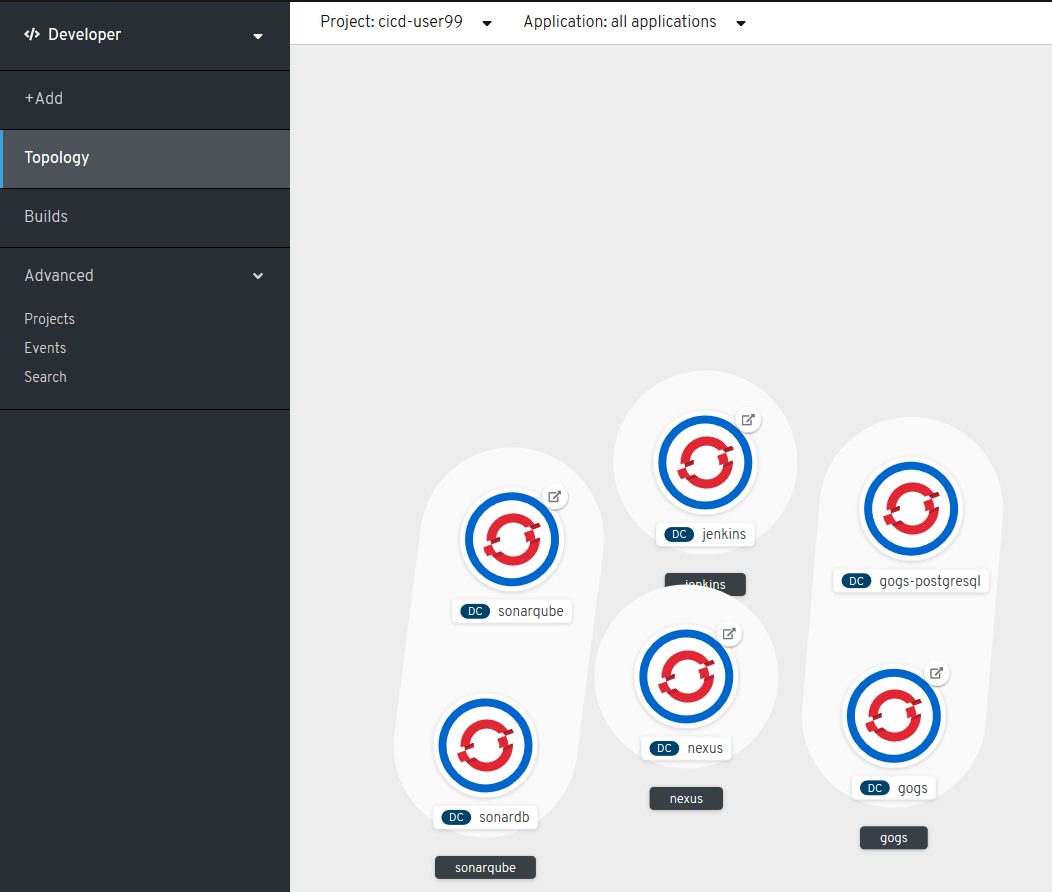 Developer
+Add
Topology
Builds
Advanced
Projects
Events
Search
Project: cicd-user99
Application: all applications
DC sonarqube
DC sonardb
sonarqube
DC jenkins
jenkins
DC nexus
nexus
DC gogs-postgresql
DC gogs
gogs